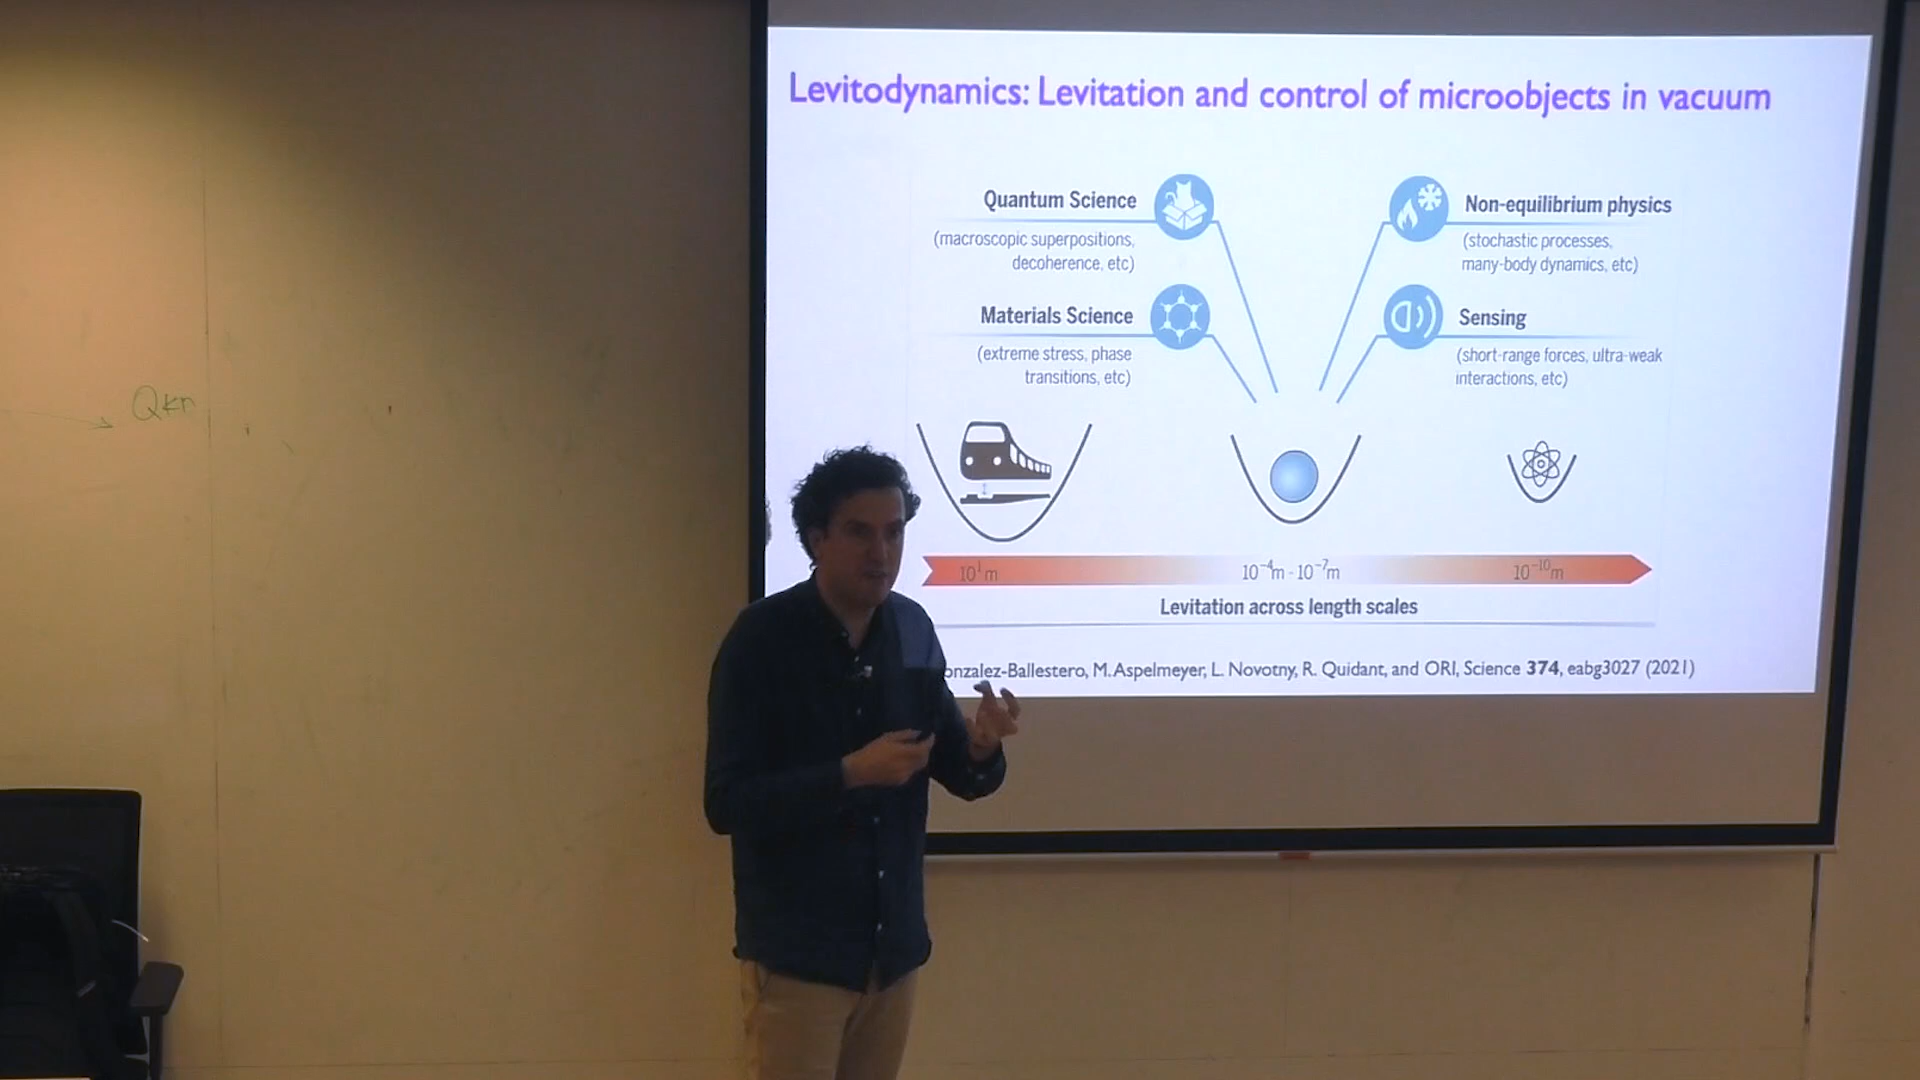 Levitodynamics: Levitation and control of microobjects in vacuum
Quantum Science
(macroscopic superpositions,
decoherence, etc)
Non-equilibrium physics
(stochastic processes,
many-body dynamics, etc)
Materials Science
(extreme stress, phase
transitions, etc)
Sensing
(short-range forces, ultra-weak
interactions, etc)
10¹m
10⁻⁴m - 10⁻⁷m
10⁻¹⁰m
Levitation across length scales
onzalez-Ballestero, M. Aspelmeyer, L. Novotny, R. Quidant, and ORI, Science 374, eabg3027 (2021)